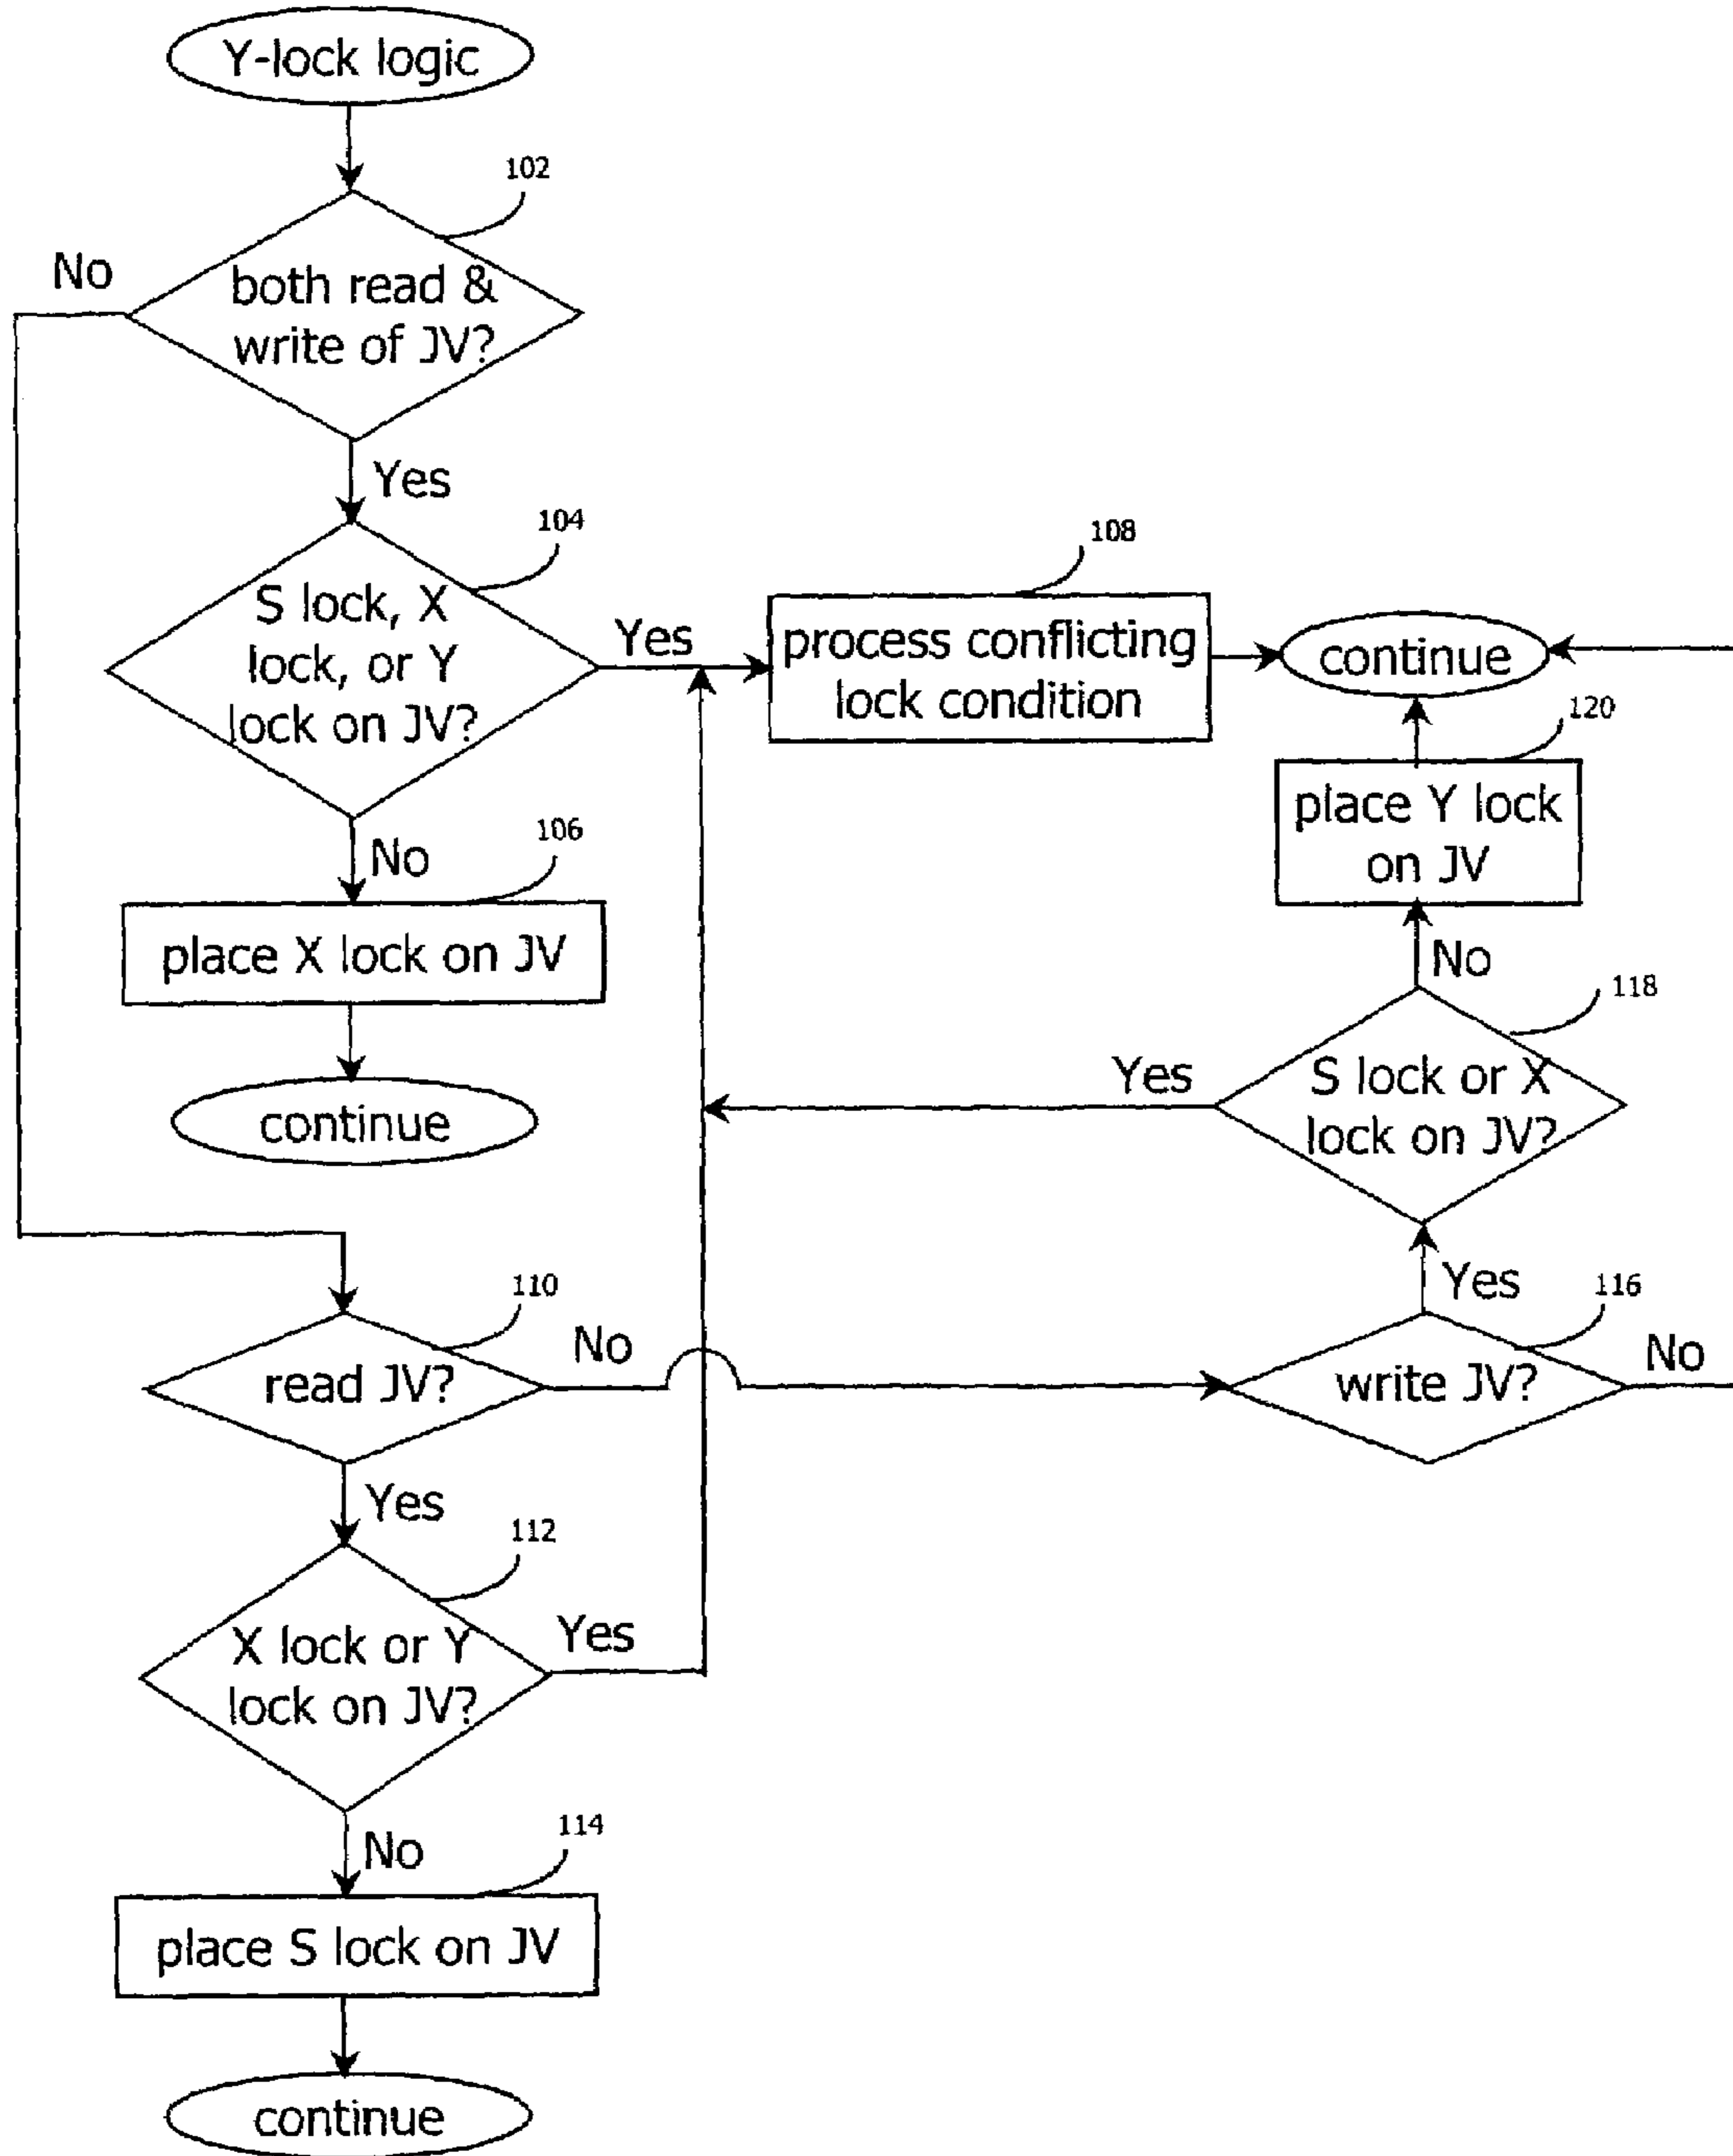 Y-lock logic
102
No
both read &
write of JV?
Yes
104
S lock, X
lock, or Y
lock on JV?
Yes
108
process conflicting
lock condition
continue
120
place Y lock
on JV
No
106
place X lock on JV
continue
No
118
S lock or X
lock on JV?
Yes
Yes
110
read JV?
No
116
write JV?
No
Yes
112
X lock or Y
lock on JV?
Yes
No
114
place S lock on JV
continue